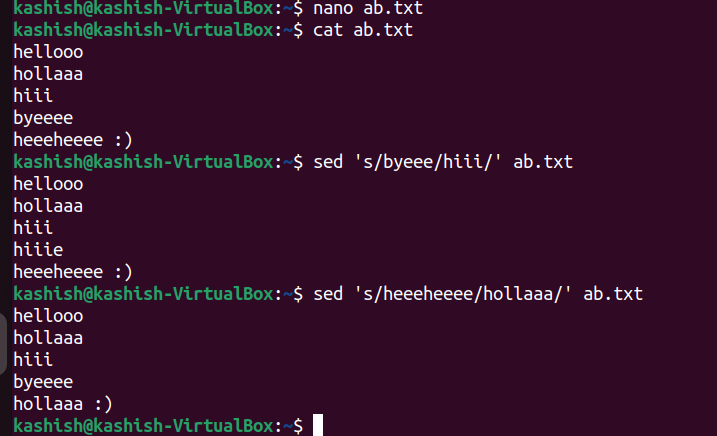 kashish@kashish-VirtualBox:~$ nano ab.txt
kashish@kashish-VirtualBox:~$ cat ab.txt
hellooo
hollaaa
hiii
byeeee
heeeheeee :)
kashish@kashish-VirtualBox:~$ sed 's/byeee/hiii/' ab.txt
hellooo
hollaaa
hiii
hiiie
heeeheeee :)
kashish@kashish-VirtualBox:~$ sed 's/heeeheeee/hollaaa/' ab.txt
hellooo
hollaaa
hiii
byeeee
hollaaa :)
kashish@kashish-VirtualBox:~$